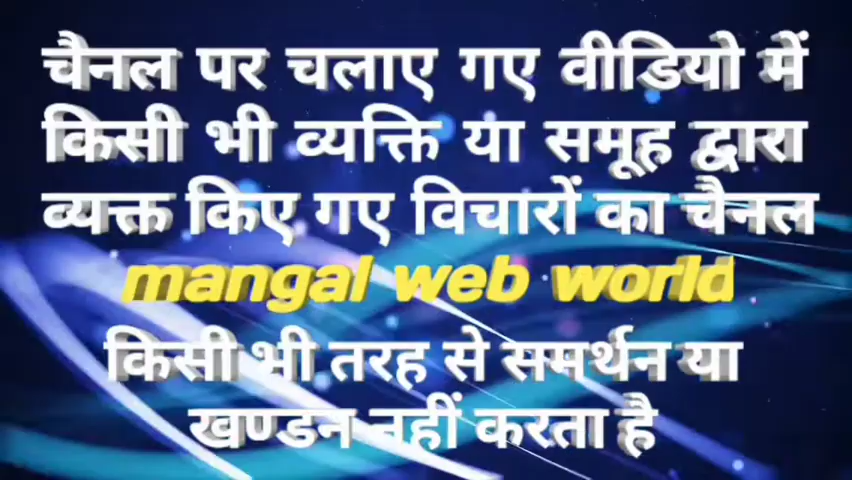 चैनल पर चलाए गए वीडियो में
किसी भी व्यक्ति या समूह द्वारा
व्यक्त किए गए विचारों का चैनल
mangal web world
किसी भी तरह से समर्थन या
खण्डन नहीं करता है